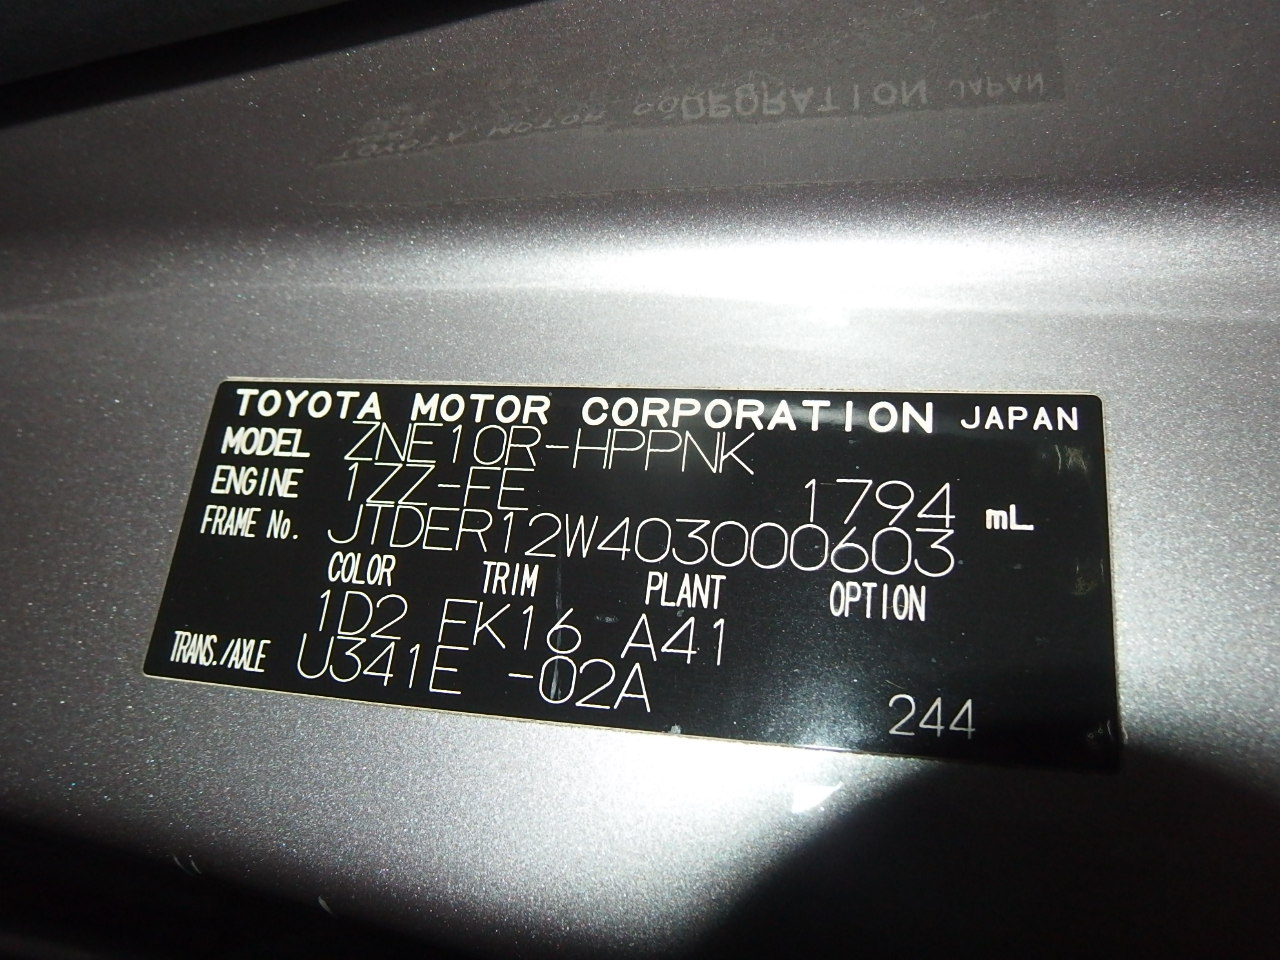 TOYOTA MOTOR CORPORATION JAPAN
MODEL ZNE10R-HPPNK
ENGINE 1ZZ-FE 1794 mL
FRAME No. JTDER12W403000603
COLOR TRIM PLANT OPTION
1D2 FK16 A41
TRANS./AXLE U341E -02A
244